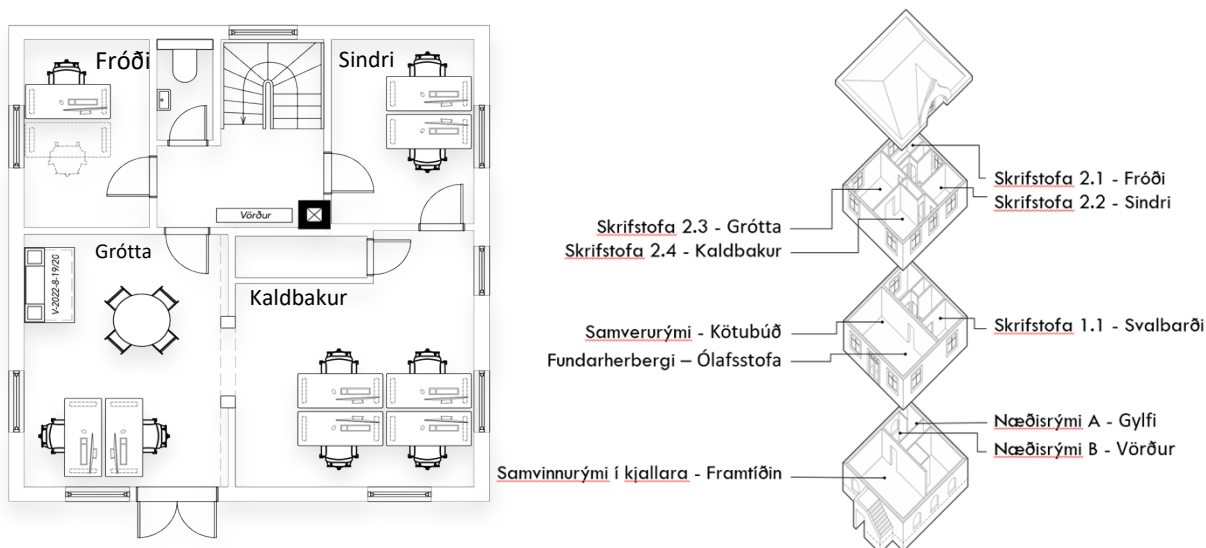 Fróði
Sindri
Vörður
Grótta
V-2022-8-19/20
Kaldbakur
Skrifstofa 2.1 - Fróði
Skrifstofa 2.2 - Sindri
Skrifstofa 2.3 - Grótta
Skrifstofa 2.4 - Kaldbakur
Samverurými - Kötubúð
Skrifstofa 1.1 - Svalbarði
Fundarherbergi – Ólafsstofa
Næðisrými A - Gylfi
Næðisrými B - Vörður
Samvinnurými í kjallara - Framtíðin